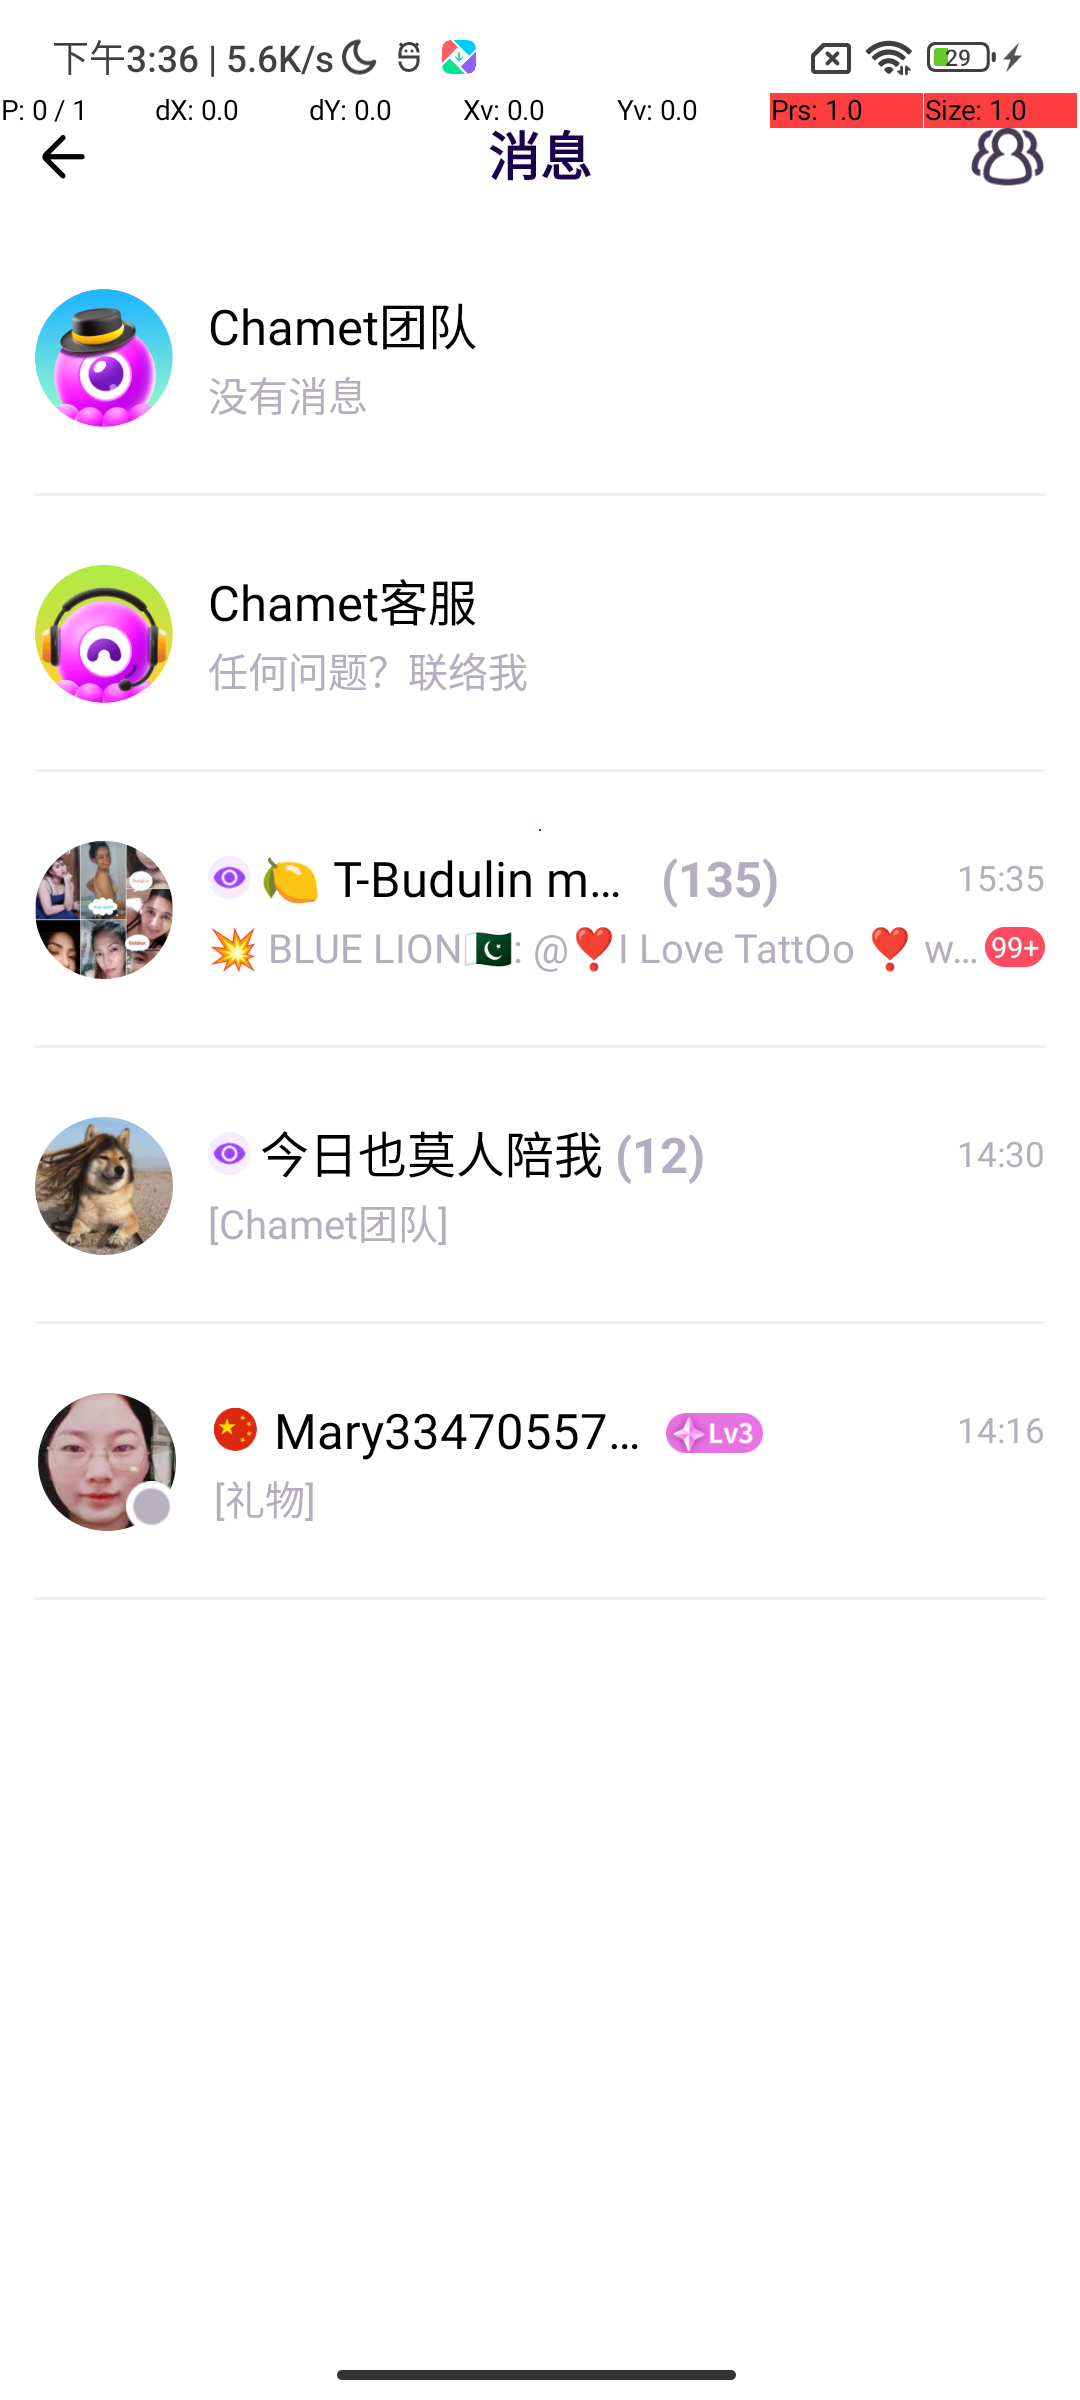 下午3:36 | 5.6K/s 29
P: 0 / 1 dX: 0.0 dY: 0.0 Xv: 0.0 Yv: 0.0 Prs: 1.0 Size: 1.0
消息
Chamet团队
没有消息
Chamet客服
任何问题？联络我
🍋 T-Budulin m... (135) 15:35
💥 BLUE LION🇵🇰: @❣️I Love TattOo ❣️ w... 99+
今日也莫人陪我 (12) 14:30
[Chamet团队]
🇨🇳 Mary33470557... Lv3 14:16
[礼物]